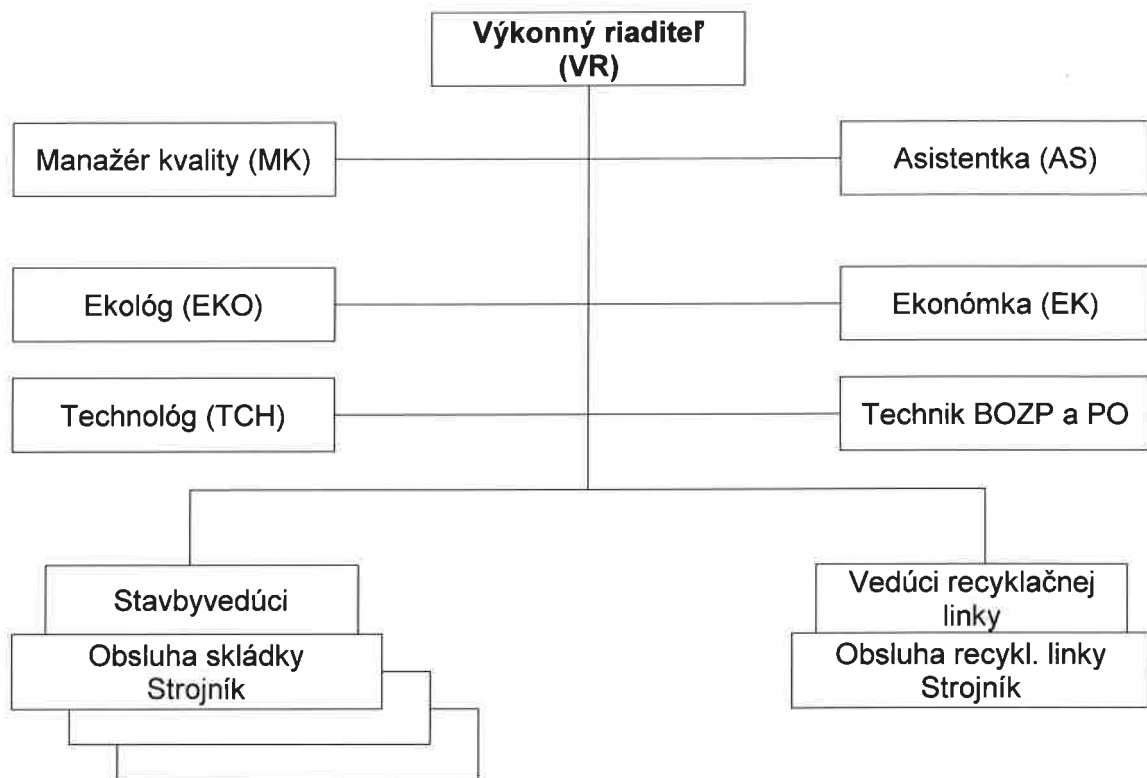 Výkonný riaditeľ
(VR)
Manažér kvality (MK)
Asistentka (AS)
Ekológ (EKO)
Ekonómka (EK)
Technológ (TCH)
Technik BOZP a PO
Stavbyvedúci
Vedúci recyklačnej
linky
Obsluha skládky
Strojník
Obsluha recykl. linky
Strojník